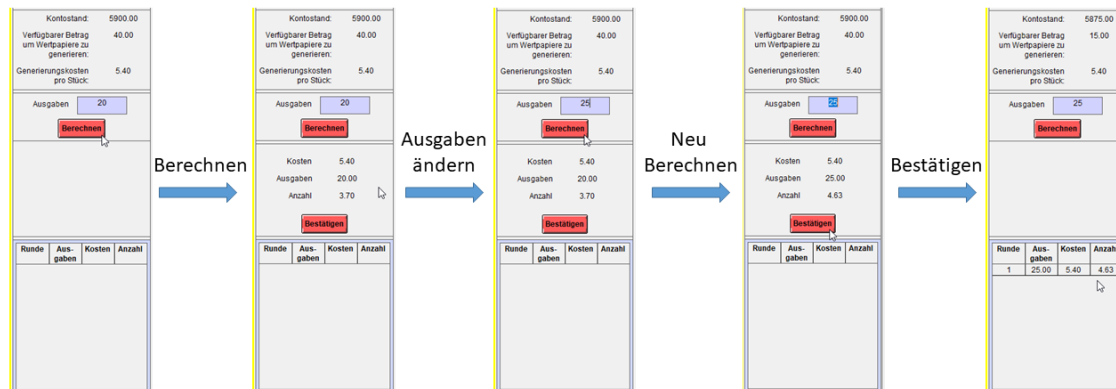 Kontostand: 5900.00
Verfügbarer Betrag 40.00
um Wertpapiere zu
generieren:
Generierungskosten 5.40
pro Stück:
Ausgaben 20
Berechnen
Runde Aus- Kosten Anzahl
gaben
Berechnen
Kontostand: 5900.00
Verfügbarer Betrag 40.00
um Wertpapiere zu
generieren:
Generierungskosten 5.40
pro Stück:
Ausgaben 20
Berechnen
Kosten 5.40
Ausgaben 20.00
Anzahl 3.70
Bestätigen
Runde Aus- Kosten Anzahl
gaben
Ausgaben
ändern
Kontostand: 5900.00
Verfügbarer Betrag 40.00
um Wertpapiere zu
generieren:
Generierungskosten 5.40
pro Stück:
Ausgaben 25
Berechnen
Kosten 5.40
Ausgaben 20.00
Anzahl 3.70
Bestätigen
Runde Aus- Kosten Anzahl
gaben
Neu
Berechnen
Kontostand: 5900.00
Verfügbarer Betrag 40.00
um Wertpapiere zu
generieren:
Generierungskosten 5.40
pro Stück:
Ausgaben 25
Berechnen
Kosten 5.40
Ausgaben 25.00
Anzahl 4.63
Bestätigen
Runde Aus- Kosten Anzahl
gaben
Bestätigen
Kontostand: 5875.00
Verfügbarer Betrag 15.00
um Wertpapiere zu
generieren:
Generierungskosten 5.40
pro Stück:
Ausgaben 25
Berechnen
Runde Aus- Kosten Anzahl
gaben
1 25.00 5.40 4.63